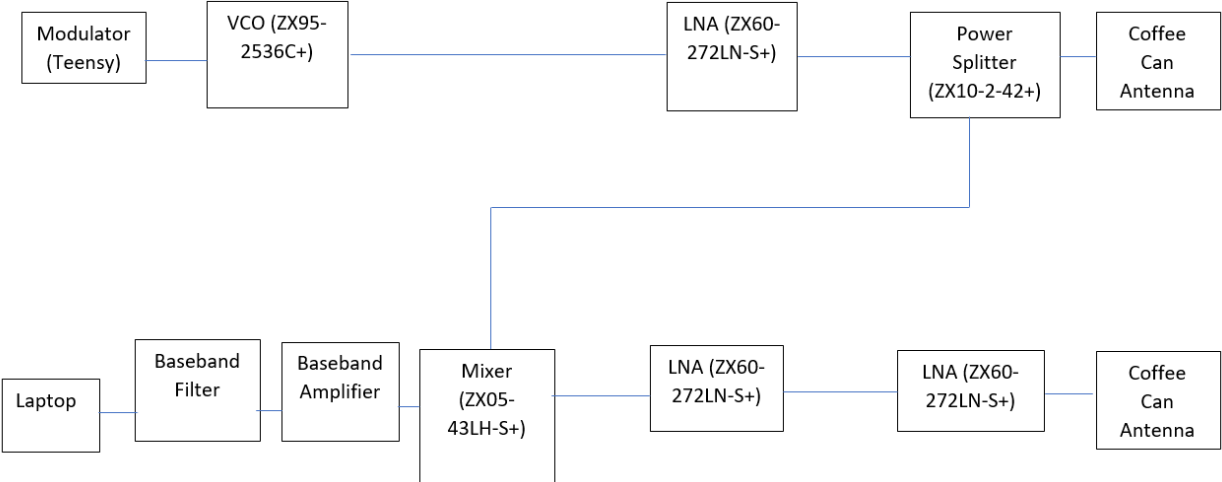 Modulator
(Teensy)
VCO (ZX95-
2536C+)
LNA (ZX60-
272LN-S+)
Power
Splitter
(ZX10-2-42+)
Coffee
Can
Antenna
Laptop
Baseband
Filter
Baseband
Amplifier
Mixer
(ZX05-
43LH-S+)
LNA (ZX60-
272LN-S+)
LNA (ZX60-
272LN-S+)
Coffee
Can
Antenna